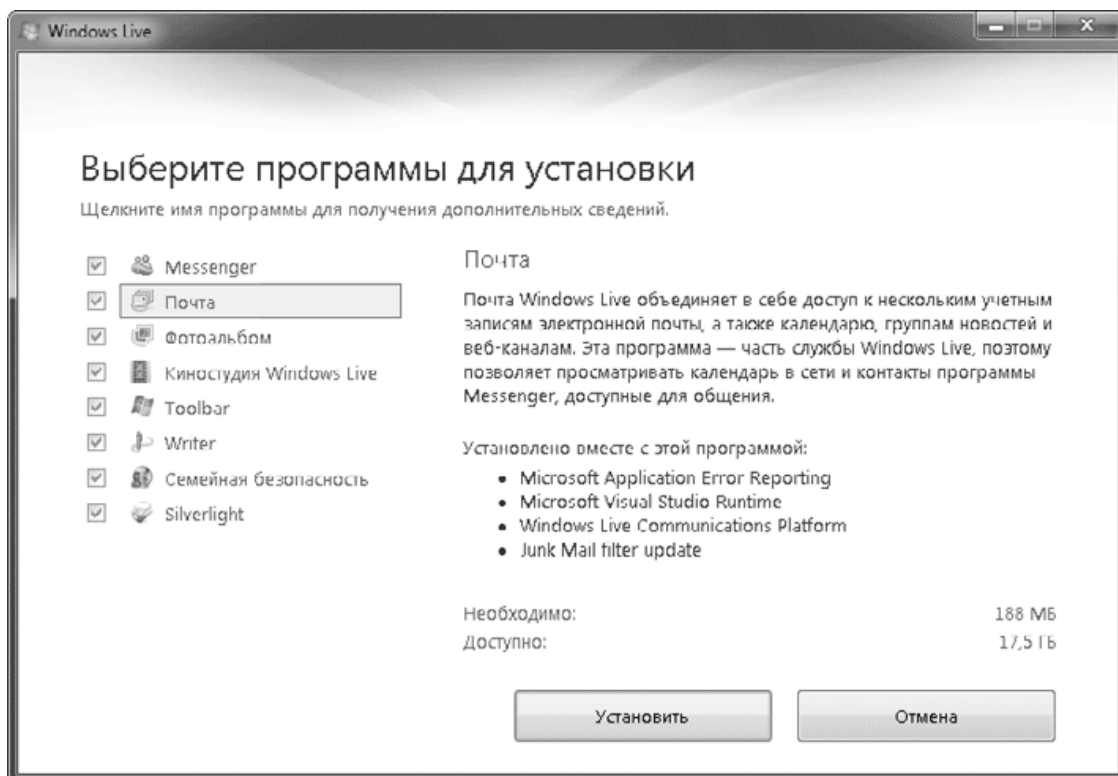 Windows Live
Выберите программы для установки
Щелкните имя программы для получения дополнительных сведений.
Messenger
Почта
Фотоальбом
Киностудия Windows Live
Toolbar
Writer
Семейная безопасность
Silverlight
Почта
Почта Windows Live объединяет в себе доступ к нескольким учетным
записям электронной почты, а также календарю, группам новостей и
веб-каналам. Эта программа — часть службы Windows Live, поэтому
позволяет просматривать календарь в сети и контакты программы
Messenger, доступные для общения.
Установлено вместе с этой программой:
• Microsoft Application Error Reporting
• Microsoft Visual Studio Runtime
• Windows Live Communications Platform
• Junk Mail filter update
Необходимо: 188 МБ
Доступно: 17,5 ГБ
Установить Отмена